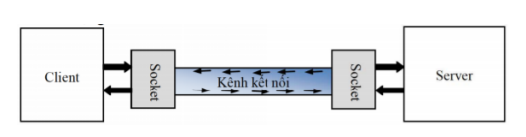 Client
Socket
Kênh kết nối
Socket
Server